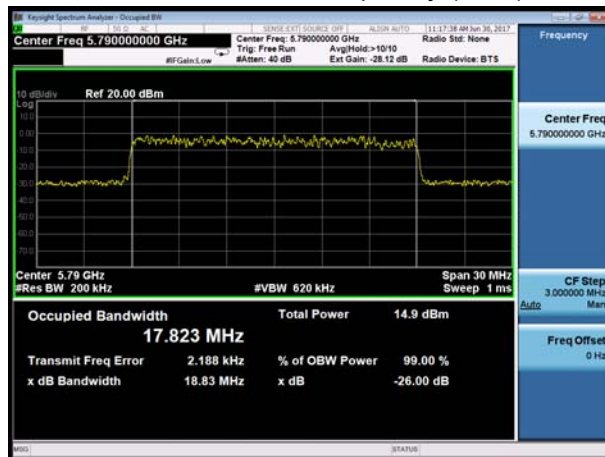 Keysight Spectrum Analyzer - Occupied BW
RF 50 Ω AC SENSE:EXT SOURCE OFF ALIGN AUTO 11:17:38 AM Jun 30, 2017
Center Freq 5.790000000 GHz
Center Freq: 5.790000000 GHz
Radio Std: None
Trig: Free Run Avg|Hold:>10/10
#IFGain:Low #Atten: 40 dB Ext Gain: -28.12 dB Radio Device: BTS
Frequency
10 dB/div Ref 20.00 dBm
Log
10.0
0.00
-10.0
-20.0
-30.0
-40.0
-50.0
-60.0
-70.0
Center Freq
5.790000000 GHz
Center 5.79 GHz Span 30 MHz
#Res BW 200 kHz #VBW 620 kHz Sweep 1 ms
CF Step
3.000000 MHz
Auto Man
Occupied Bandwidth Total Power 14.9 dBm
17.823 MHz
Transmit Freq Error 2.188 kHz % of OBW Power 99.00 %
x dB Bandwidth 18.83 MHz x dB -26.00 dB
Freq Offset
0 Hz
MSG STATUS